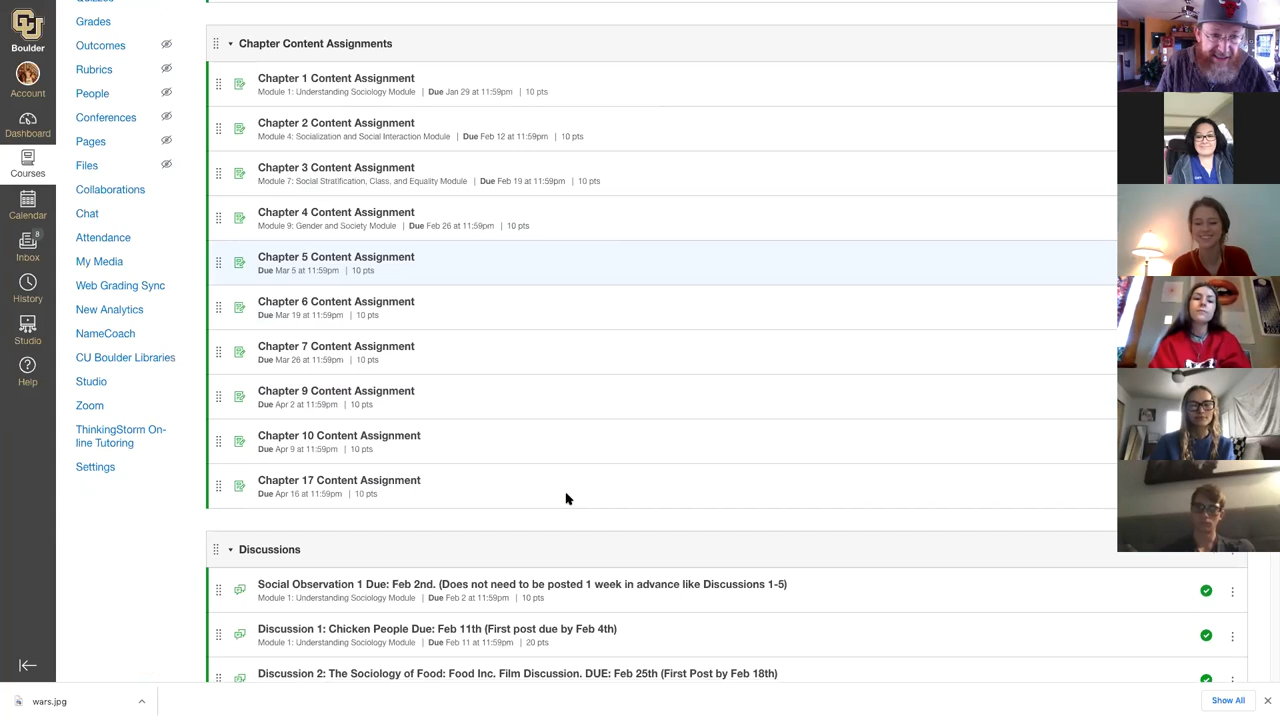 Boulder
Account
Dashboard
Courses
Calendar
8
Inbox
History
Studio
Help
Grades
Outcomes
Rubrics
People
Conferences
Pages
Files
Collaborations
Chat
Attendance
My Media
Web Grading Sync
New Analytics
NameCoach
CU Boulder Libraries
Studio
Zoom
ThinkingStorm On-
line Tutoring
Settings
Chapter Content Assignments
Chapter 1 Content Assignment
Module 1: Understanding Sociology Module | Due Jan 29 at 11:59pm | 10 pts
Chapter 2 Content Assignment
Module 4: Socialization and Social Interaction Module | Due Feb 12 at 11:59pm | 10 pts
Chapter 3 Content Assignment
Module 7: Social Stratification, Class, and Equality Module | Due Feb 19 at 11:59pm | 10 pts
Chapter 4 Content Assignment
Module 9: Gender and Society Module | Due Feb 26 at 11:59pm | 10 pts
Chapter 5 Content Assignment
Due Mar 5 at 11:59pm | 10 pts
Chapter 6 Content Assignment
Due Mar 19 at 11:59pm | 10 pts
Chapter 7 Content Assignment
Due Mar 26 at 11:59pm | 10 pts
Chapter 9 Content Assignment
Due Apr 2 at 11:59pm | 10 pts
Chapter 10 Content Assignment
Due Apr 9 at 11:59pm | 10 pts
Chapter 17 Content Assignment
Due Apr 16 at 11:59pm | 10 pts
Discussions
Social Observation 1 Due: Feb 2nd. (Does not need to be posted 1 week in advance like Discussions 1-5)
Module 1: Understanding Sociology Module | Due Feb 2 at 11:59pm | 10 pts
Discussion 1: Chicken People Due: Feb 11th (First post due by Feb 4th)
Module 1: Understanding Sociology Module | Due Feb 11 at 11:59pm | 20 pts
Discussion 2: The Sociology of Food: Food Inc. Film Discussion. DUE: Feb 25th (First Post by Feb 18th)
wars.jpg
Show All